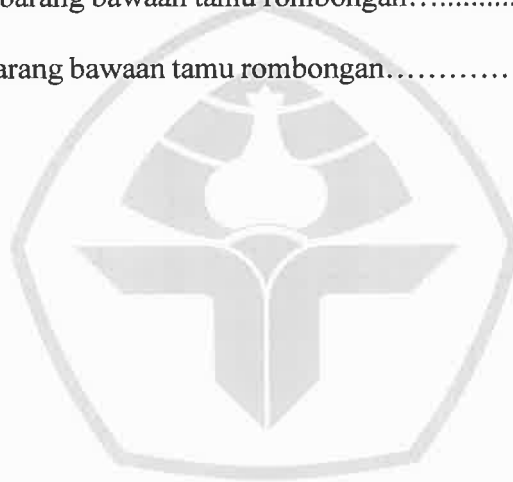 barang bawaan tamu rombongan…..........
arang bawaan tamu rombongan…………